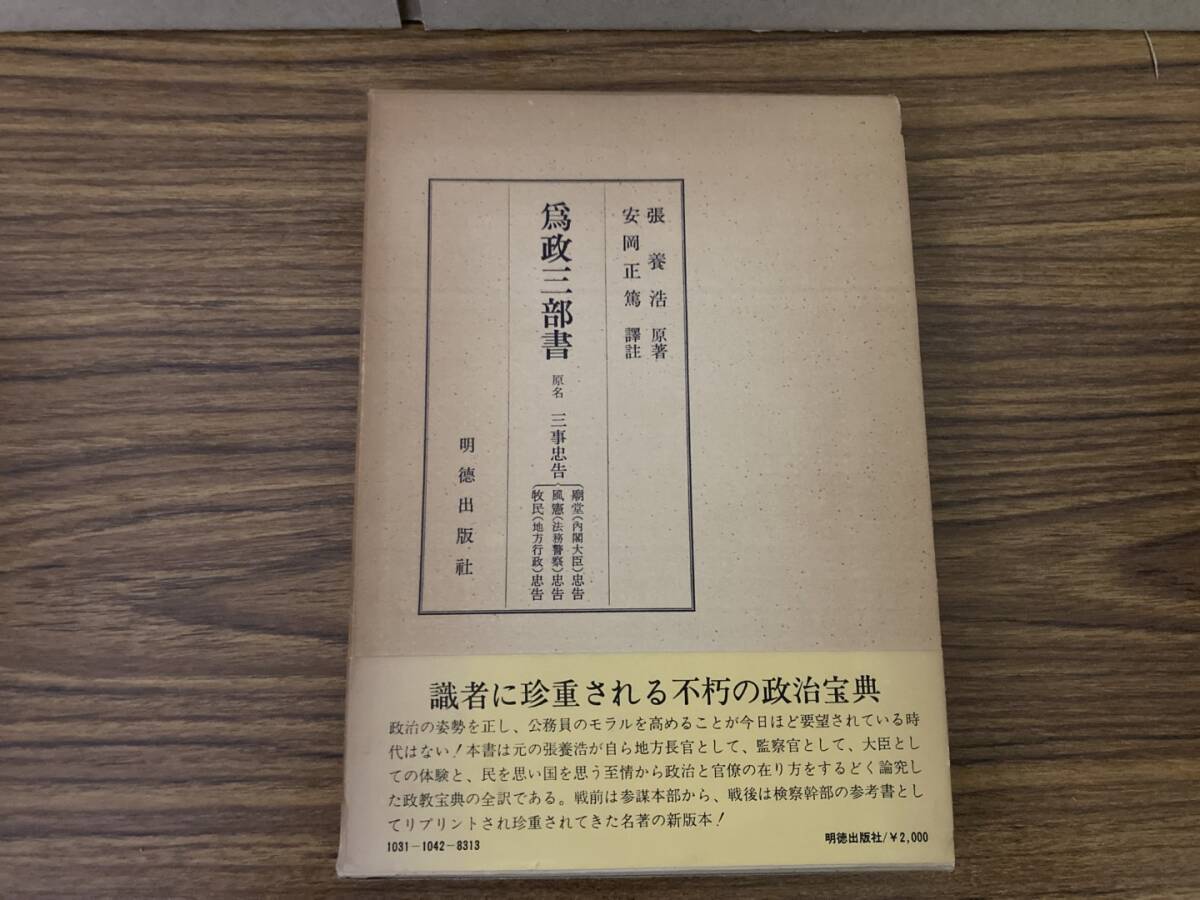 張養浩 原著
安岡正篤 譯註
爲政三部書 原名 三事忠告
廟堂(內閣大臣)忠告
風憲(法務警察)忠告
牧民(地方行政)忠告
明德出版社
識者に珍重される不朽の政治宝典
政治の姿勢を正し、公務員のモラルを高めることが今日ほど要望されている時
代はない!本書は元の張養浩が自ら地方長官として、監察官として、大臣とし
ての体験と、民を思い国を思う至情から政治と官僚の在り方をするどく論究し
た政教宝典の全訳である。戦前は参謀本部から、戦後は検察幹部の参考書とし
てリプリントされ珍重されてきた名著の新版本!
1031-1042-8313
明徳出版社/¥2,000